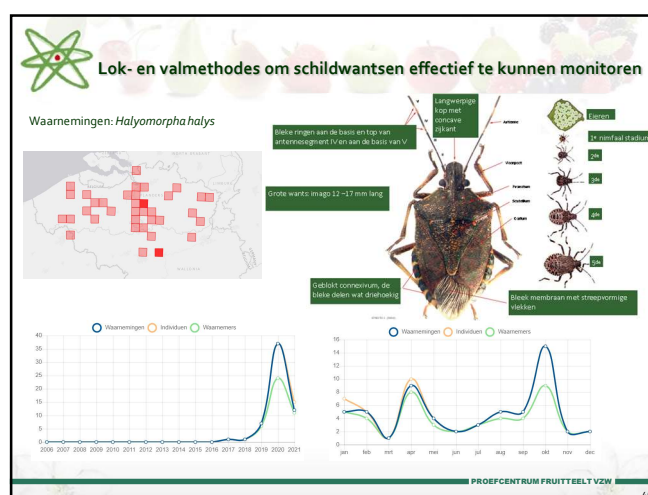 Lok- en valmethodes om schildwantsen effectief te kunnen monitoren
Waarnemingen: Halyomorpha halys
Bleke ringen aan de basis en top van
antennesegment IV en aan de basis van V
Langwerpige
kop met
concave
zijkant
Antenne
Grote wants: imago 12 –17 mm lang
Voorspriet
Pronotum
Scutellum
Corium
Eieren
1e nimfaal stadium
2de
3de
4de
5de
Geblokt connexivum, de
bleke delen wat driehoekig
Bleek membraan met streepvormige
vlekken
Waarnemingen Individuen Waarnemers
40
35
30
25
20
15
10
5
0
2006 2007 2008 2009 2010 2011 2012 2013 2014 2015 2016 2017 2018 2019 2020 2021
Waarnemingen Individuen Waarnemers
16
14
12
10
8
6
4
2
0
jan feb mrt apr mei jun jul aug sep okt nov dec
PROEFCENTRUM FRUITTEELT VZW